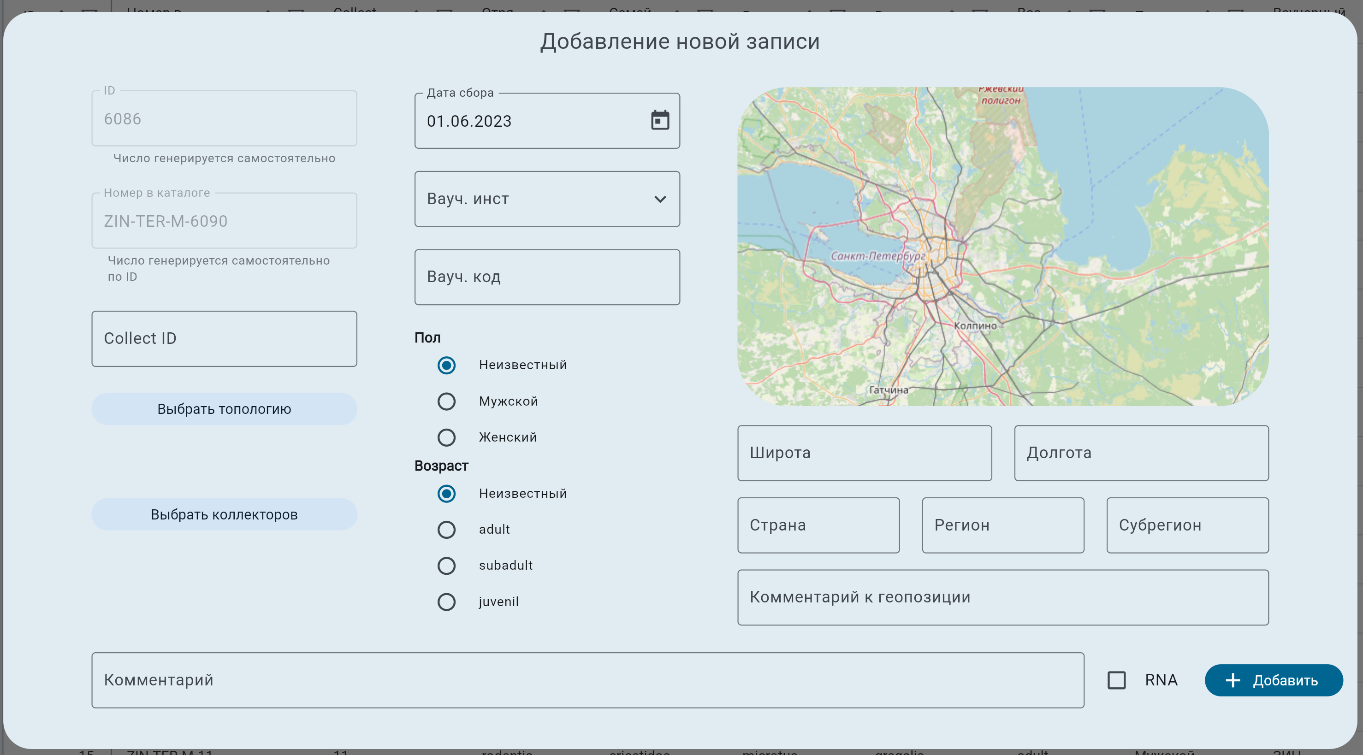 Добавление новой записи
ID
6086
Число генерируется самостоятельно
Номер в каталоге
ZIN-TER-M-6090
Число генерируется самостоятельно
по ID
Collect ID
Выбрать топологию
Выбрать коллекторов
Дата сбора
01.06.2023
Вауч. инст
Вауч. код
Пол
Неизвестный
Мужской
Женский
Возраст
Неизвестный
adult
subadult
juvenil
Ржевский
полигон
Санкт-Петербург
Колпино
Гатчина
Широта
Долгота
Страна
Регион
Субрегион
Комментарий к геопозиции
Комментарий
RNA
Добавить